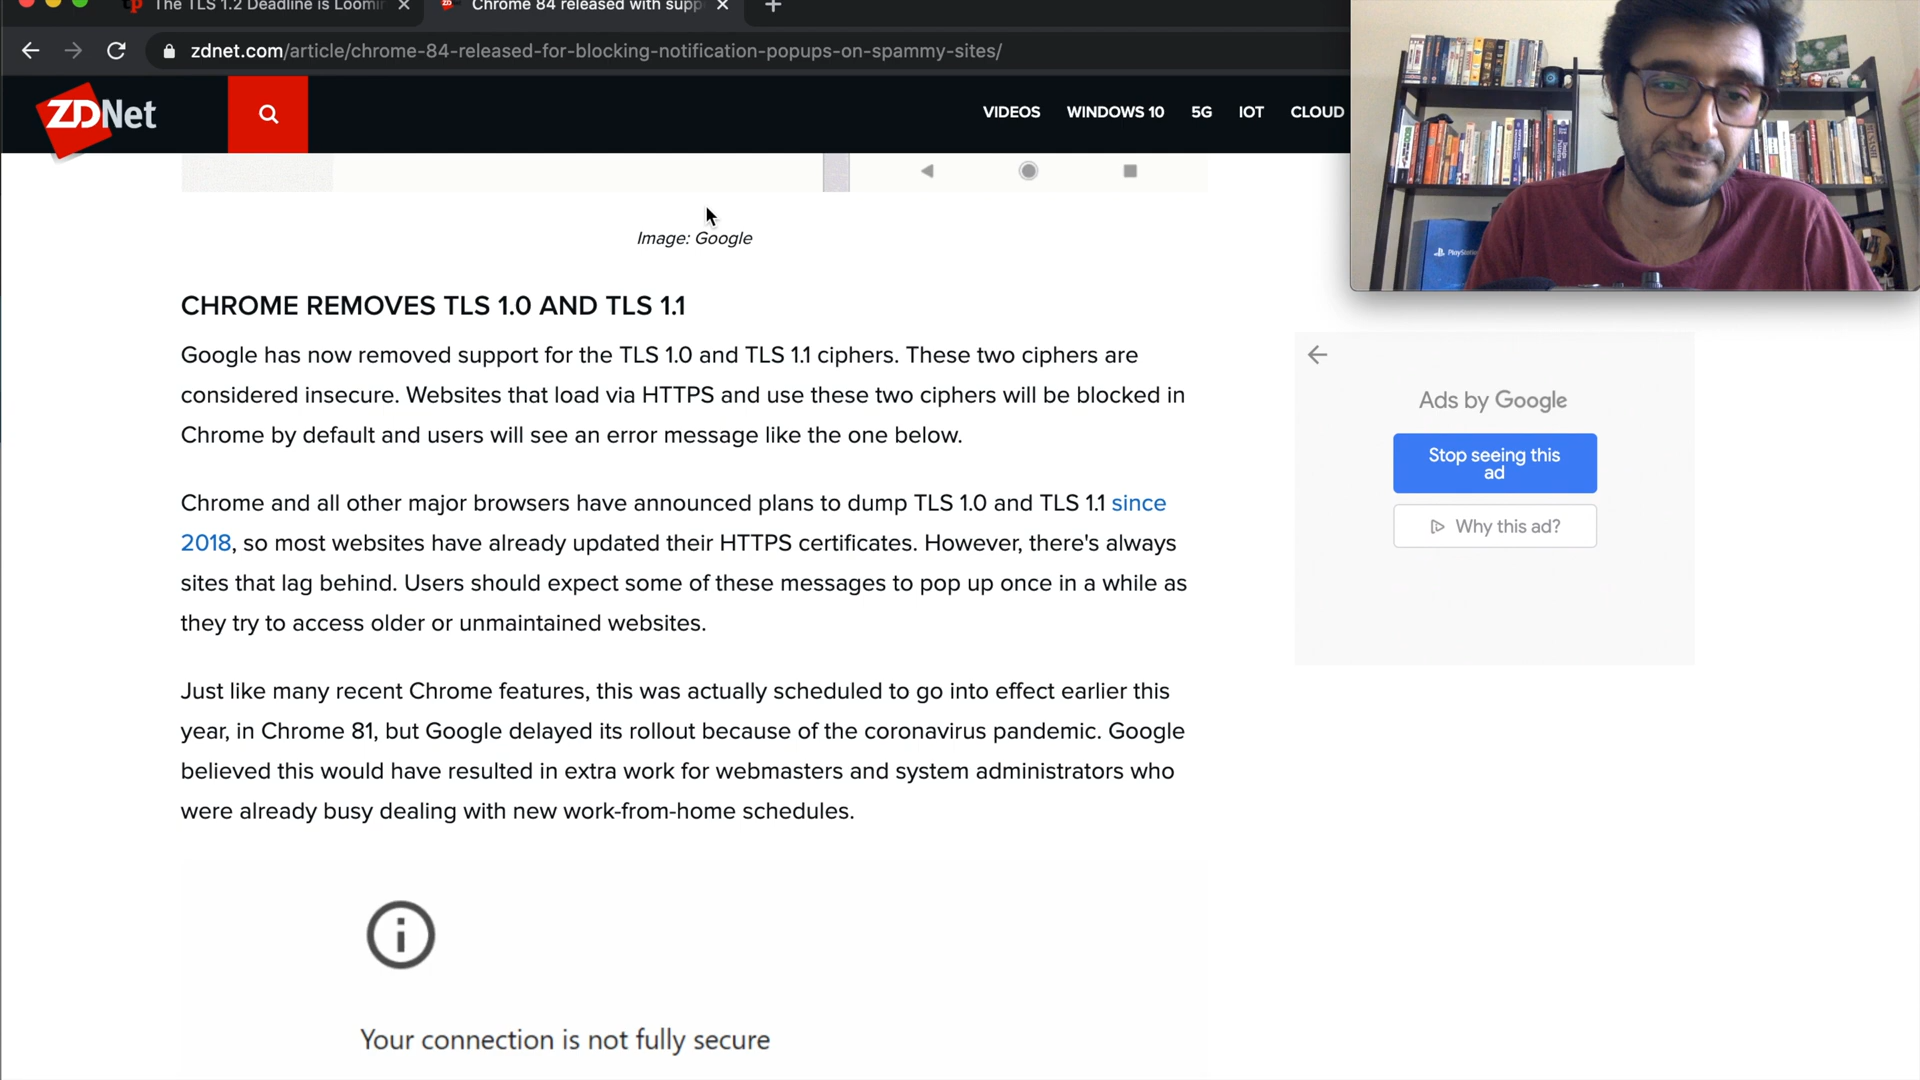 The TLS 1.2 Deadline is Loomin
Chrome 84 released with supp
zdnet.com/article/chrome-84-released-for-blocking-notification-popups-on-spammy-sites/
ZDNet
VIDEOS WINDOWS 10 5G IOT CLOUD
PlayStation
Image: Google
CHROME REMOVES TLS 1.0 AND TLS 1.1
Google has now removed support for the TLS 1.0 and TLS 1.1 ciphers. These two ciphers are
considered insecure. Websites that load via HTTPS and use these two ciphers will be blocked in
Chrome by default and users will see an error message like the one below.
Chrome and all other major browsers have announced plans to dump TLS 1.0 and TLS 1.1 since
2018, so most websites have already updated their HTTPS certificates. However, there's always
sites that lag behind. Users should expect some of these messages to pop up once in a while as
they try to access older or unmaintained websites.
Just like many recent Chrome features, this was actually scheduled to go into effect earlier this
year, in Chrome 81, but Google delayed its rollout because of the coronavirus pandemic. Google
believed this would have resulted in extra work for webmasters and system administrators who
were already busy dealing with new work-from-home schedules.
Your connection is not fully secure
Ads by Google
Stop seeing this
ad
Why this ad?